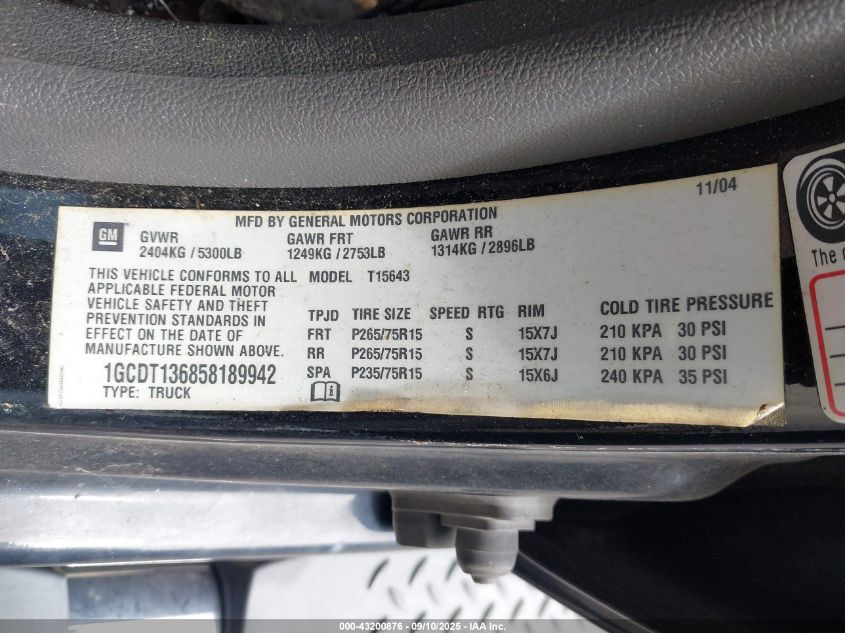 11/04
MFD BY GENERAL MOTORS CORPORATION
GM
GVWR GAWR FRT GAWR RR
2404KG / 5300LB 1249KG / 2753LB 1314KG / 2896LB
THIS VEHICLE CONFORMS TO ALL
APPLICABLE FEDERAL MOTOR
VEHICLE SAFETY AND THEFT
PREVENTION STANDARDS IN
EFFECT ON THE DATE OF
MANUFACTURE SHOWN ABOVE.
1GCDT136858189942
TYPE: TRUCK
MODEL T15643
TPJD TIRE SIZE SPEED RTG RIM COLD TIRE PRESSURE
FRT P265/75R15 S 15X7J 210 KPA 30 PSI
RR P265/75R15 S 15X7J 210 KPA 30 PSI
SPA P235/75R15 S 15X6J 240 KPA 35 PSI
i
The
000-43200876 - 09/10/2025 - IAA Inc.